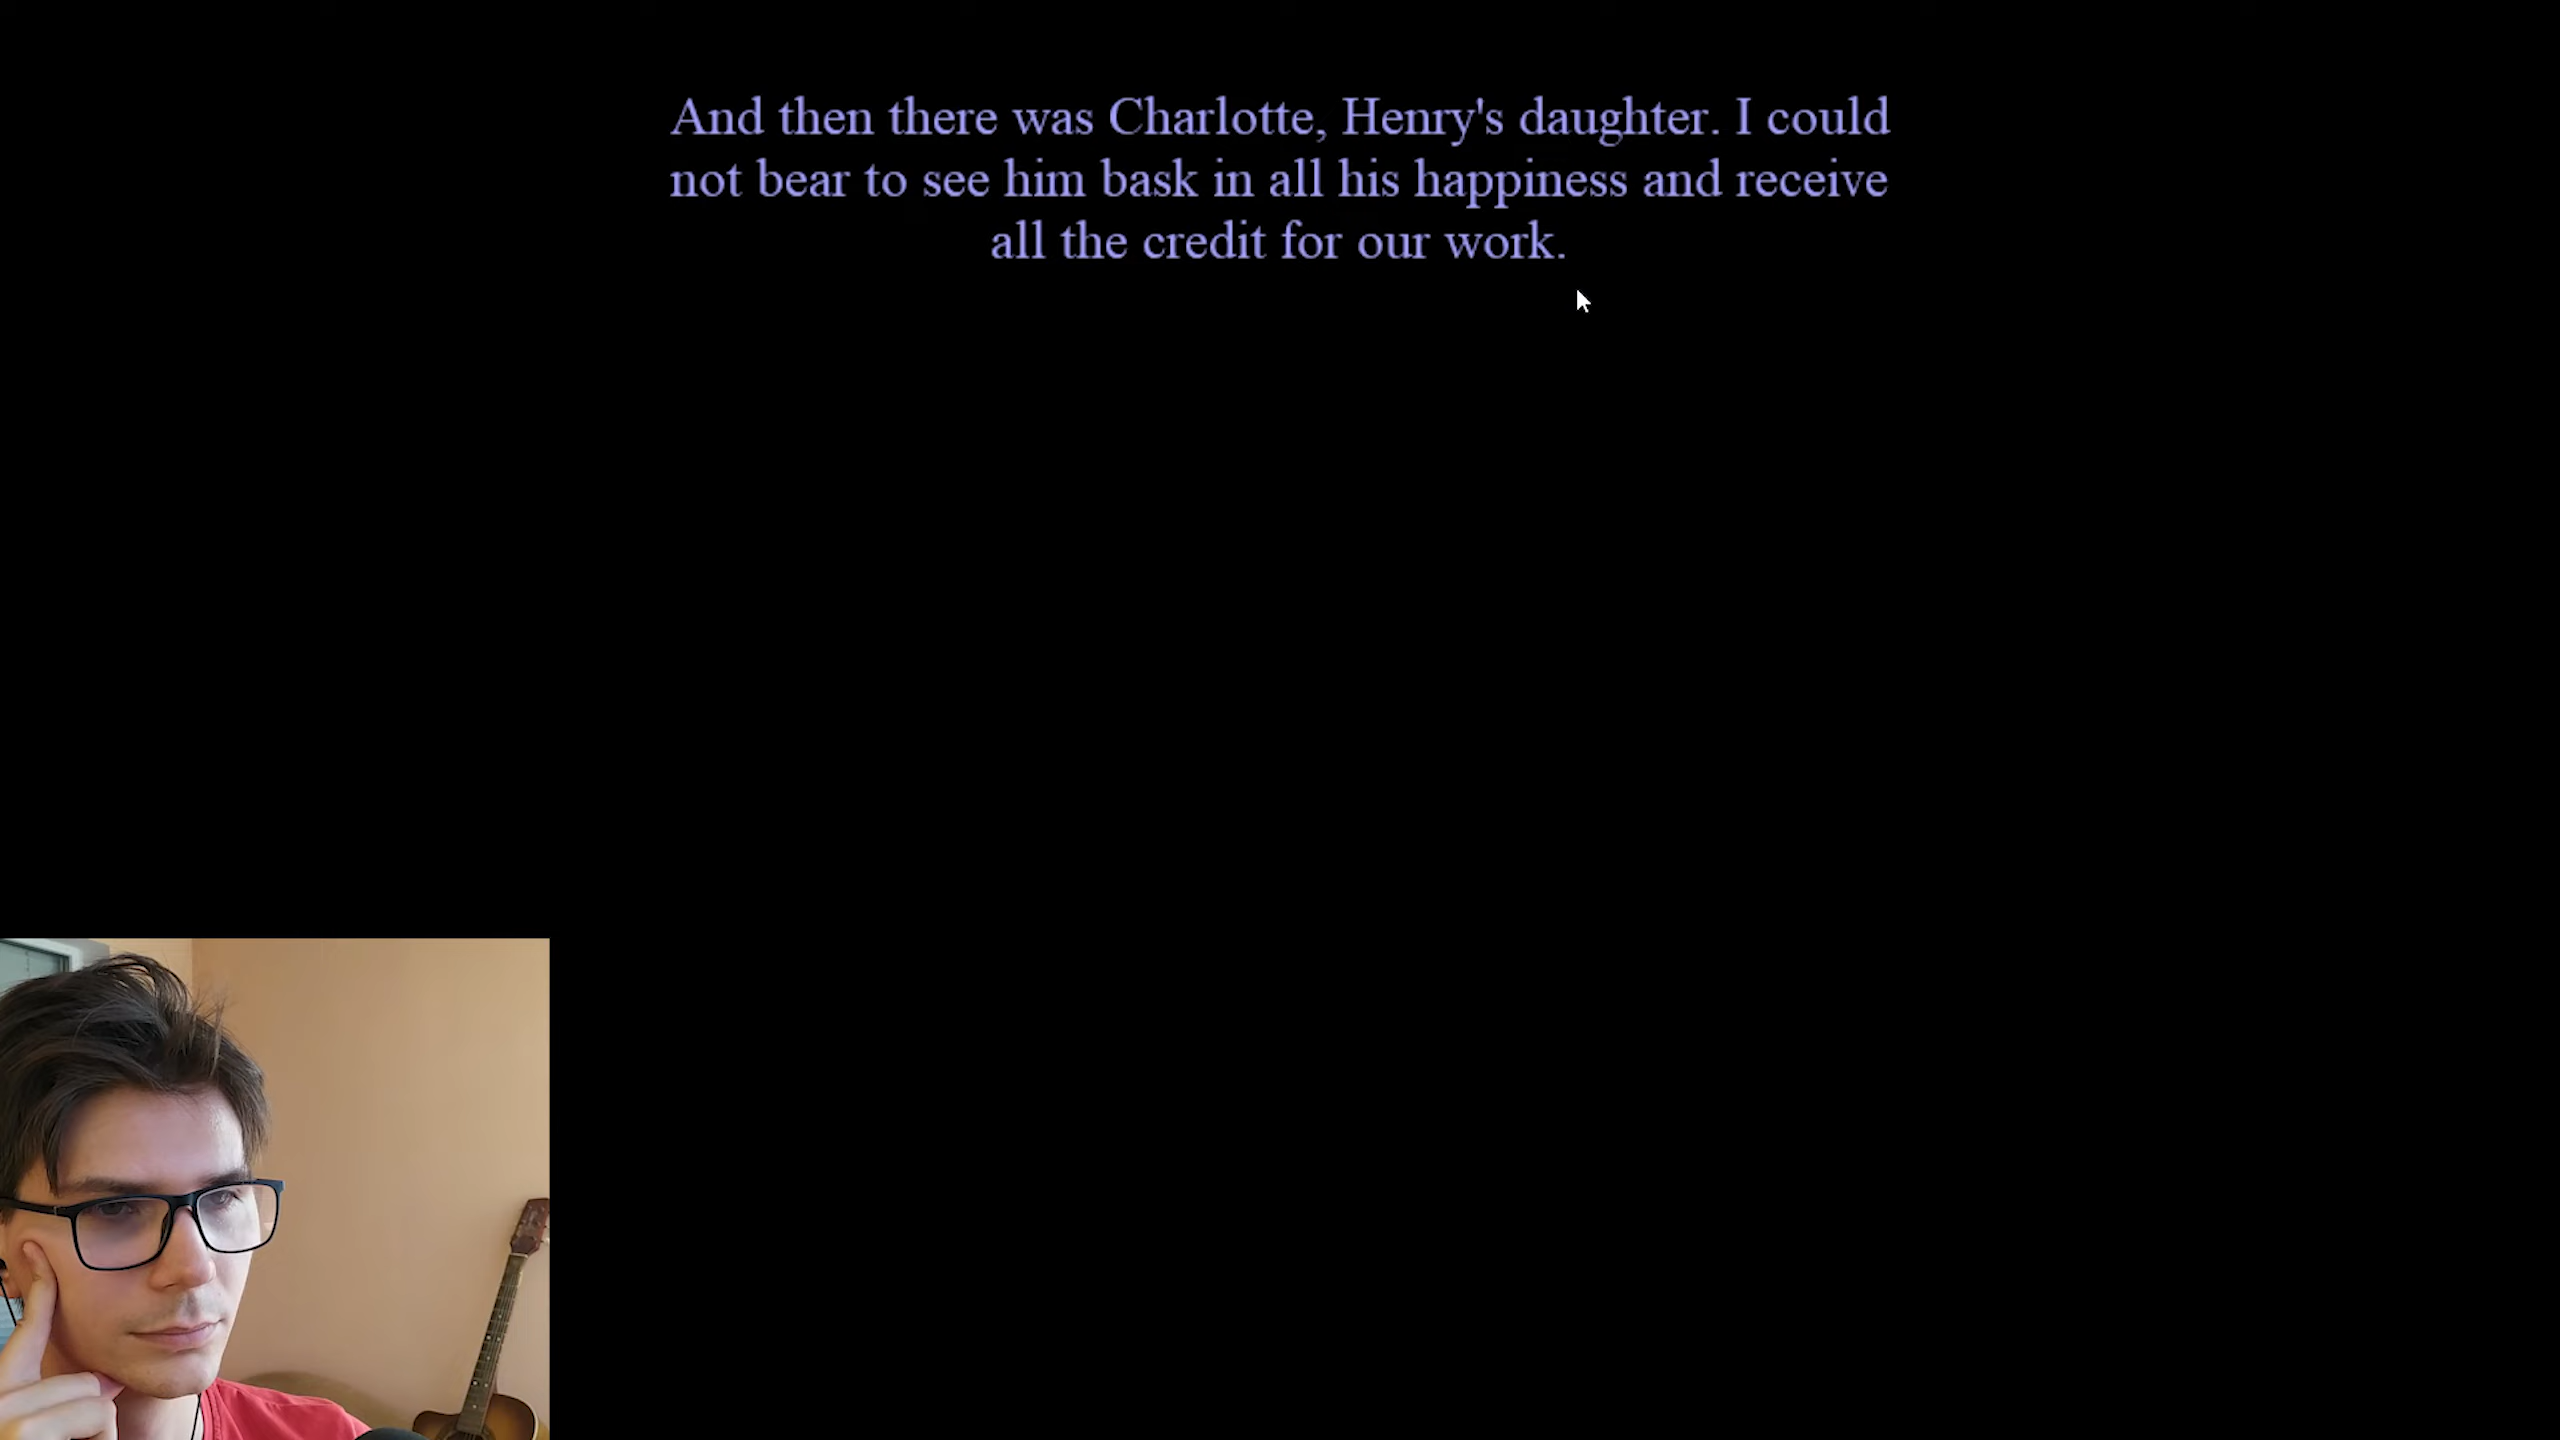 And then there was Charlotte, Henry's daughter. I could
not bear to see him bask in all his happiness and receive
all the credit for our work.